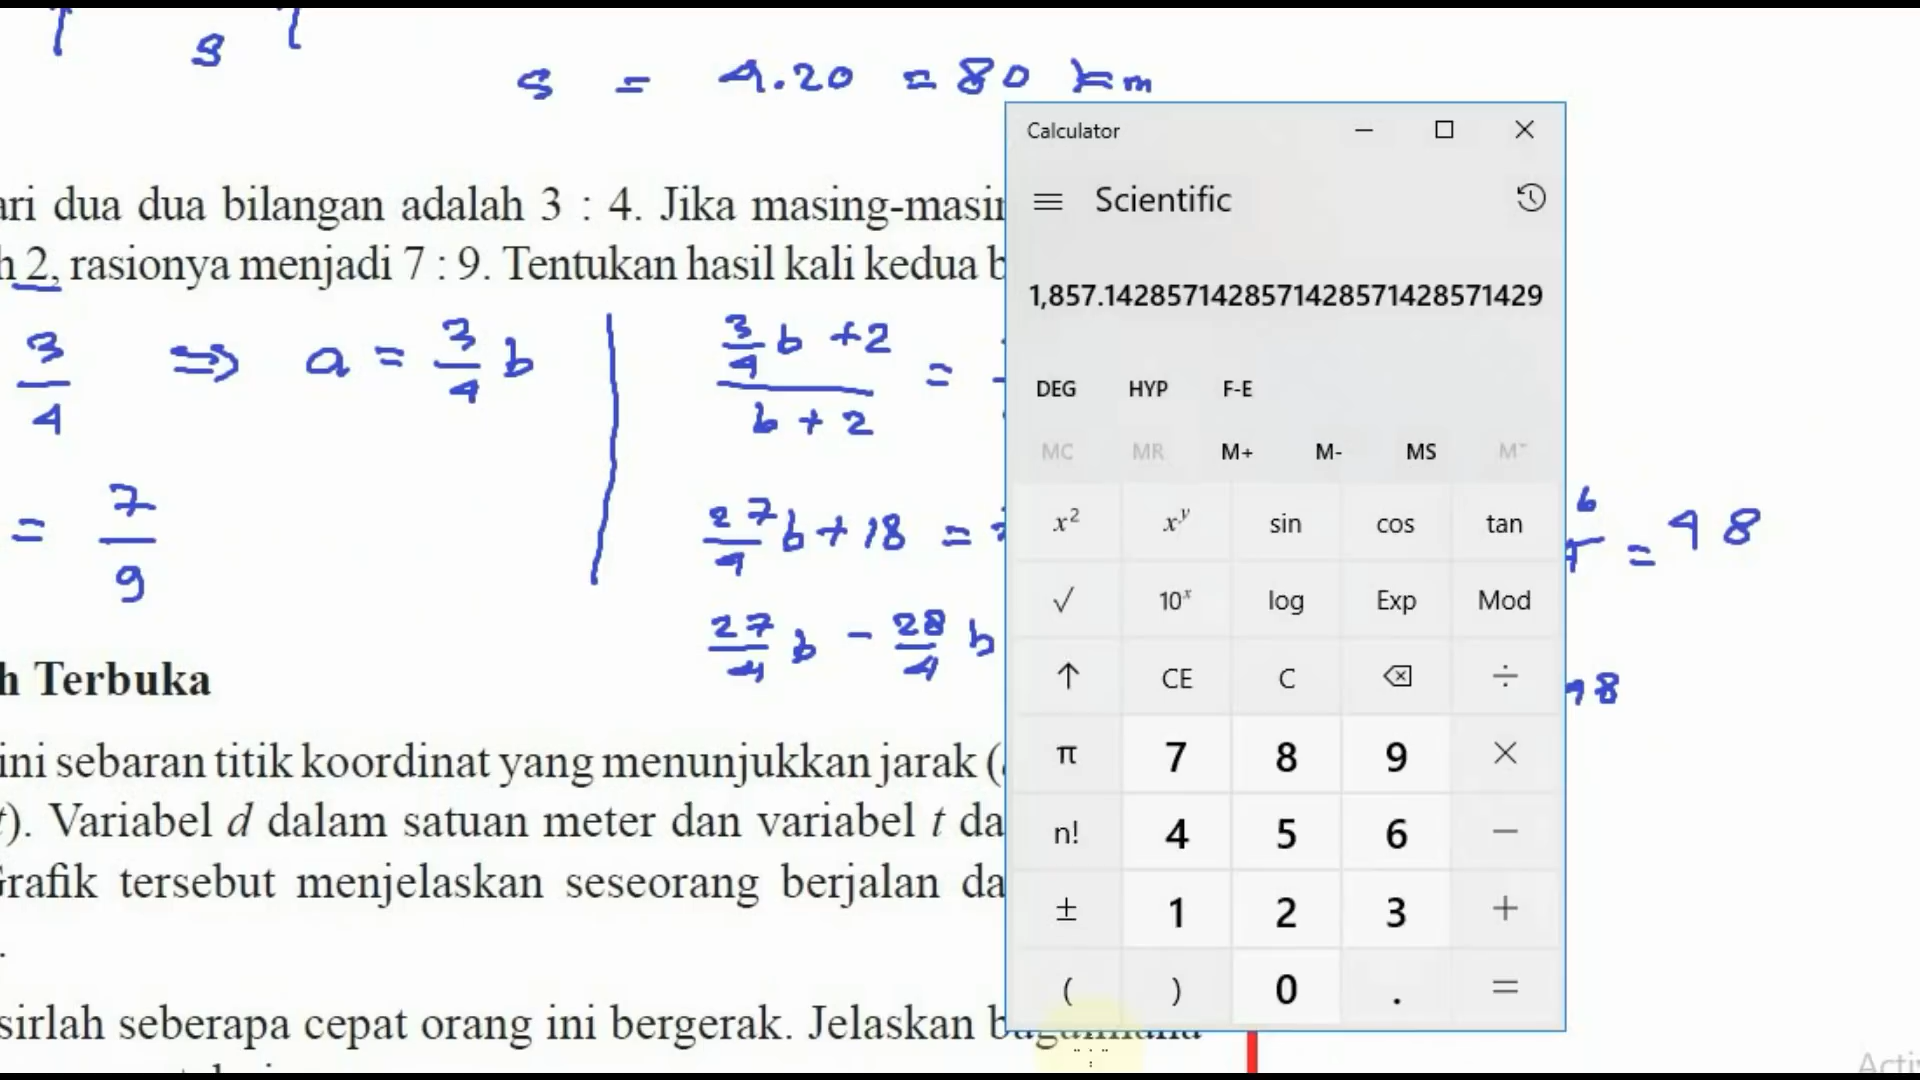 s
s = 4.20 = 80 km
ari dua dua bilangan adalah 3 : 4. Jika masing-masin
h 2, rasionya menjadi 7 : 9. Tentukan hasil kali kedua b
3/4 ⇒ a = 3/4 b
(3/4 b + 2)/(b + 2) =
= 7/9
27/4 b + 18 =
6
= 48
27/4 b - 28/4 b
48
h Terbuka
ini sebaran titik koordinat yang menunjukkan jarak (
t). Variabel d dalam satuan meter dan variabel t da
Grafik tersebut menjelaskan seseorang berjalan da
.
sirlah seberapa cepat orang ini bergerak. Jelaskan bagaimana
Calculator
Scientific
1,857.1428571428571428571428571429
DEG HYP F-E
MC MR M+ M- MS M˅
x² xʸ sin cos tan
√ 10ˣ log Exp Mod
↑ CE C ⌫ ÷
π 7 8 9 ×
n! 4 5 6 −
± 1 2 3 +
( ) 0 . =
Activ